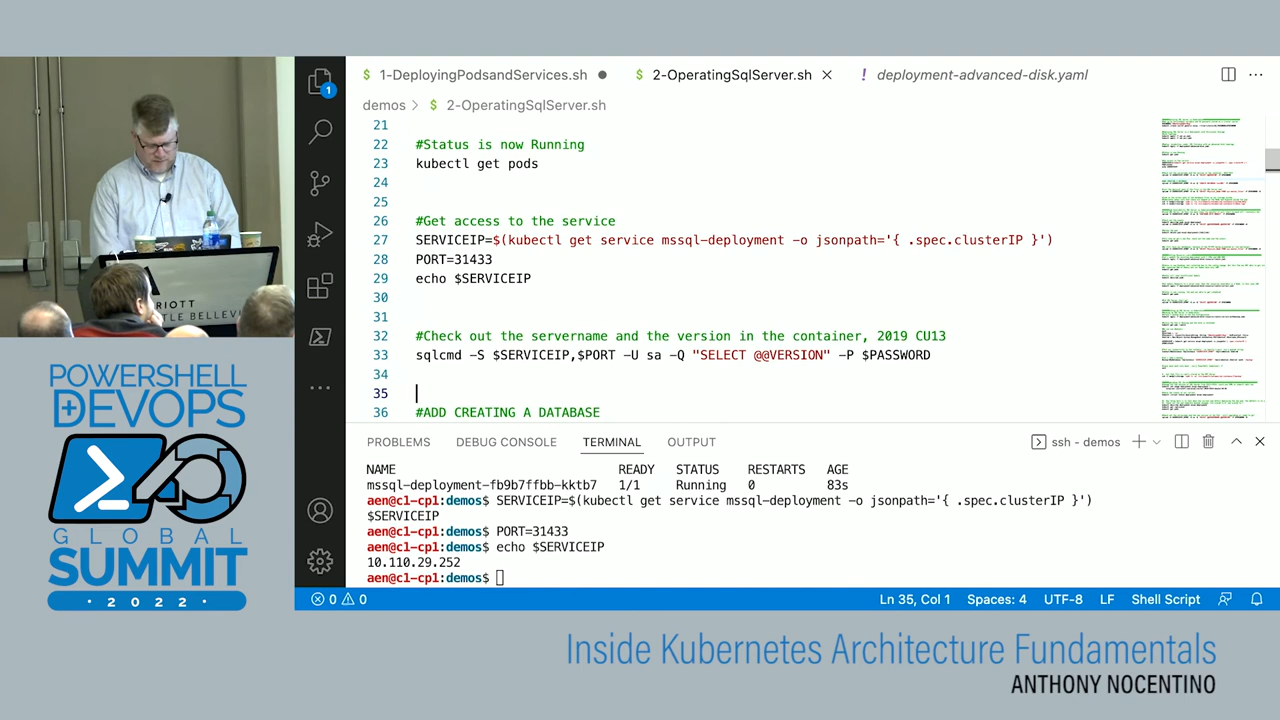 $ 1-DeployingPodsandServices.sh
$ 2-OperatingSqlServer.sh
! deployment-advanced-disk.yaml
1
demos > $ 2-OperatingSqlServer.sh
21
22 #Status is now Running
23 kubectl get pods
24
25
26 #Get access to the service
27 SERVICEIP=$(kubectl get service mssql-deployment -o jsonpath='{ .spec.clusterIP }')
28 PORT=31433
29 echo $SERVICEIP
30
31
32 #Check out the servername and the version in the container, 2019 CU
33 sqlcmd -S $SERVICEIP,$PORT -U sa -Q "SELECT @@VERSION" -P $PASSWORD
34
35
36 #ADD CREATING A DATABASE
PROBLEMS DEBUG CONSOLE TERMINAL OUTPUT
ssh - demos
NAME READY STATUS RESTARTS AGE
mssql-deployment-fb9b7ffbb-kktb7 1/1 Running 0 83s
aen@c1-cp1:demos$ SERVICEIP=$(kubectl get service mssql-deployment -o jsonpath='{ .spec.clusterIP }')
$SERVICEIP
aen@c1-cp1:demos$ PORT=31433
aen@c1-cp1:demos$ echo $SERVICEIP
10.110.29.252
aen@c1-cp1:demos$
0 0
Ln 35, Col 1 Spaces: 4 UTF-8 LF Shell Script
POWERSHELL
+DEVOPS
GLOBAL
SUMMIT
· 2 0 2 2 ·
Inside Kubernetes Architecture Fundamentals
ANTHONY NOCENTINO